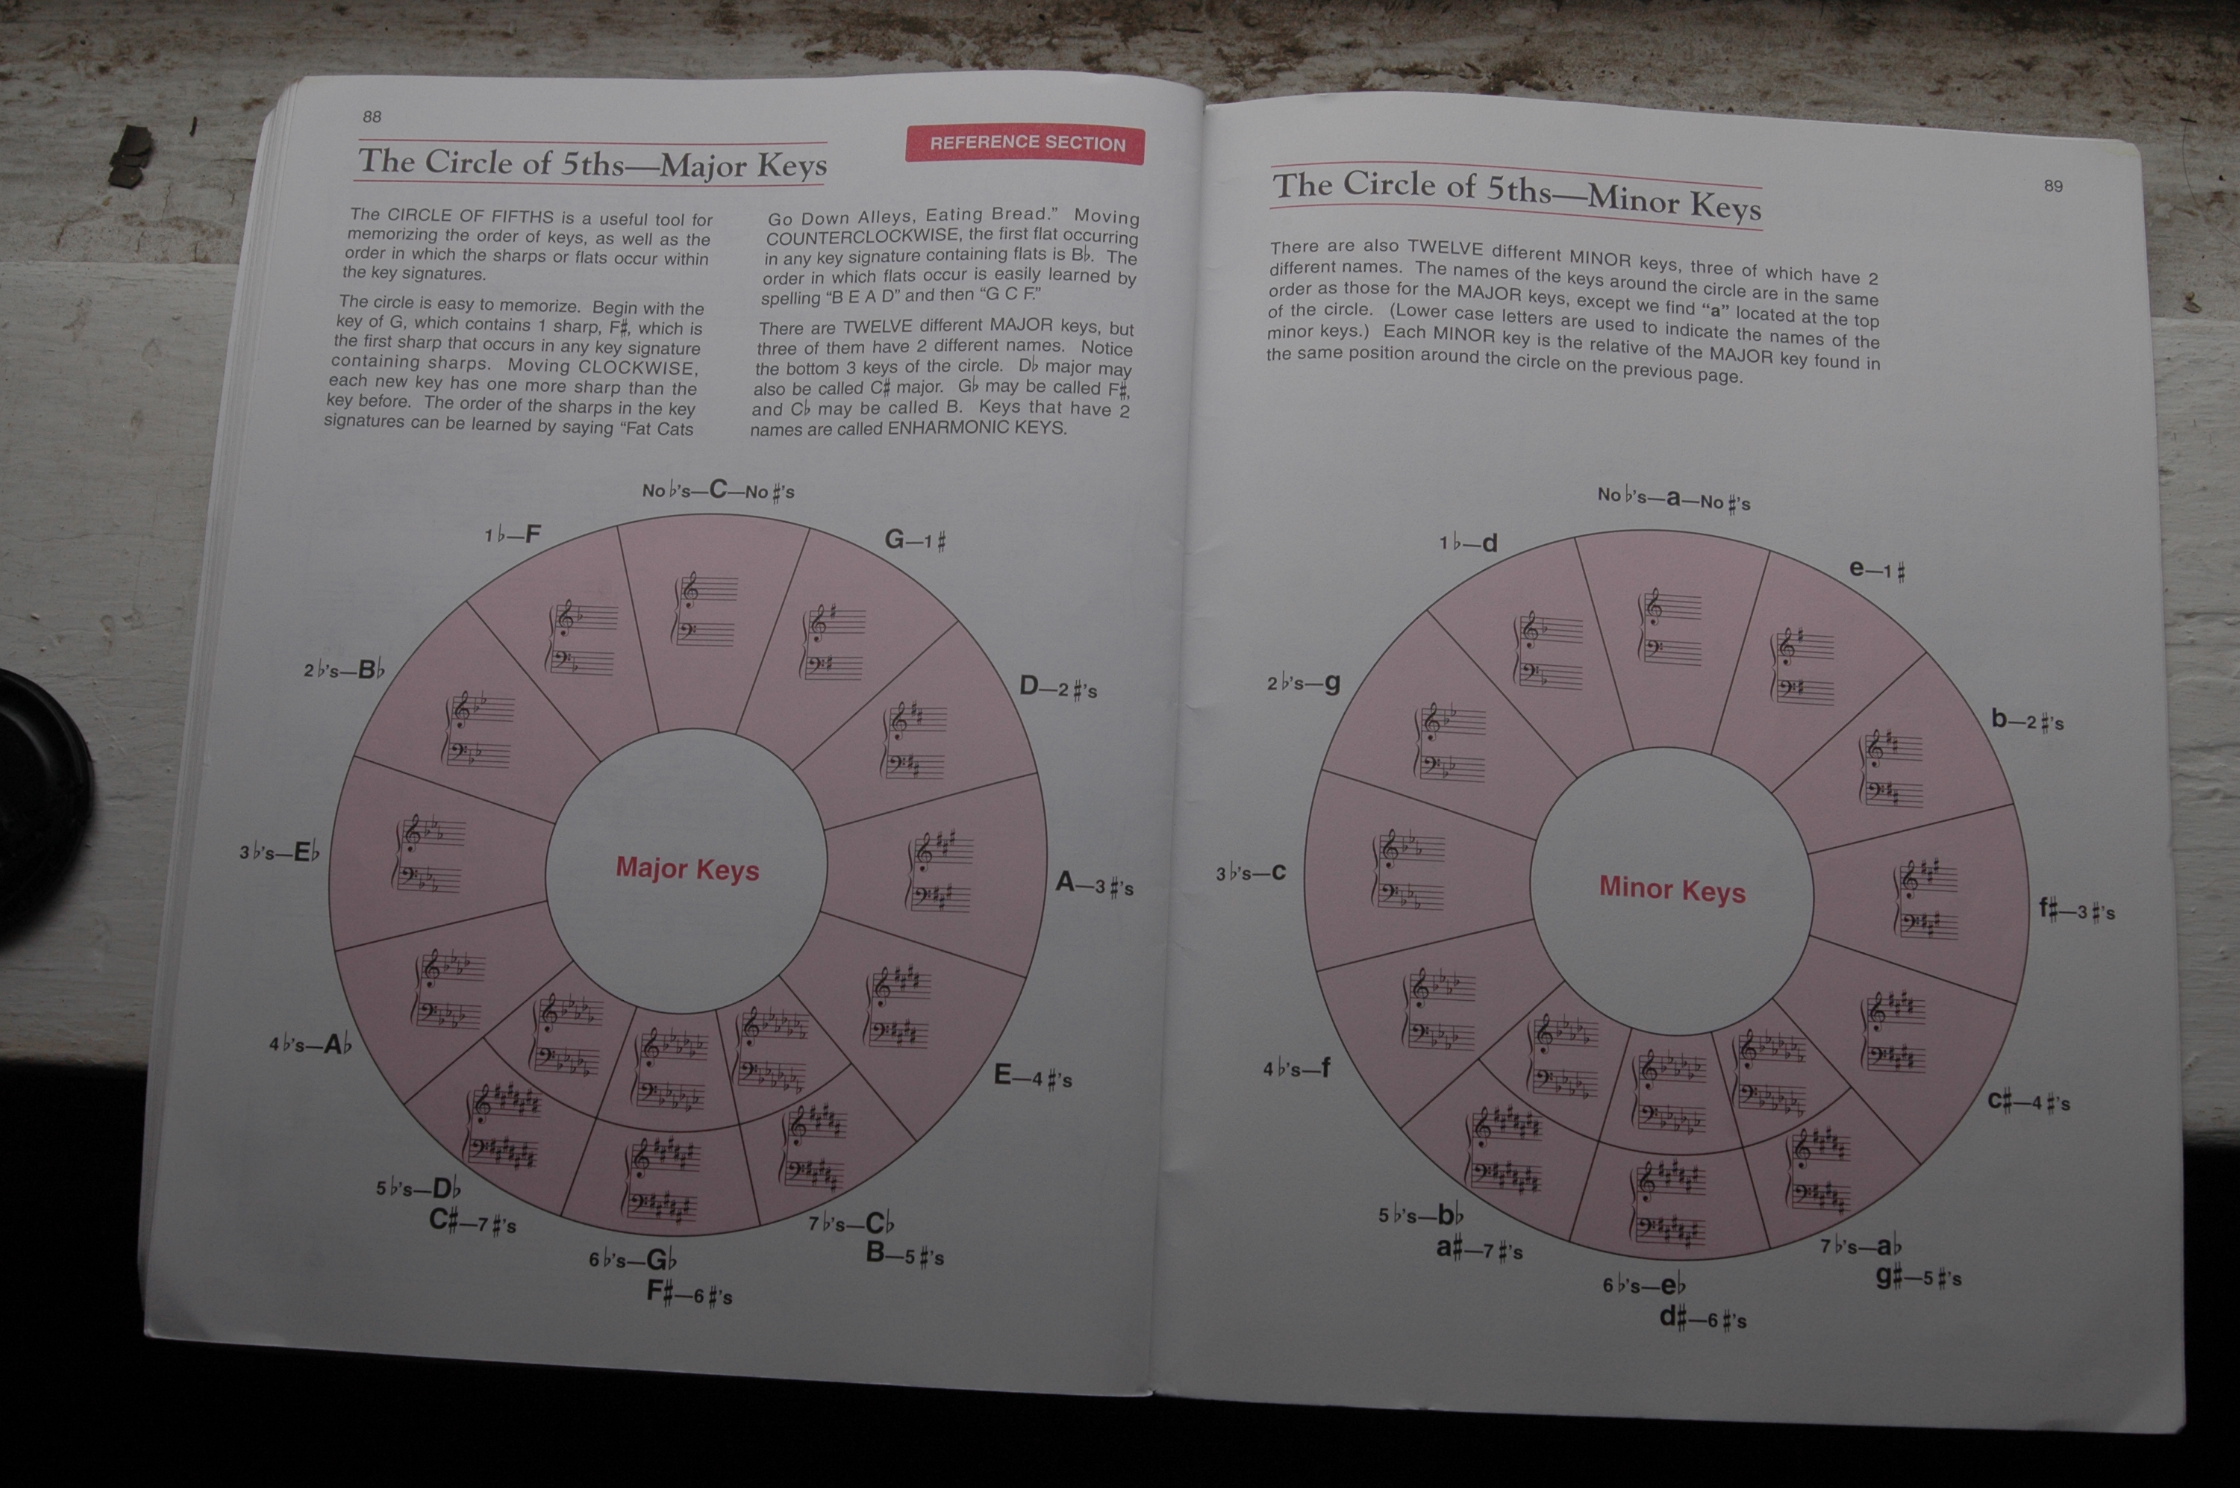 88
REFERENCE SECTION
The Circle of 5ths—Major Keys
The CIRCLE OF FIFTHS is a useful tool for
memorizing the order of keys, as well as the
order in which the sharps or flats occur within
the key signatures.
The circle is easy to memorize. Begin with the
key of G, which contains 1 sharp, F♯, which is
the first sharp that occurs in any key signature
containing sharps. Moving CLOCKWISE,
each new key has one more sharp than the
key before. The order of the sharps in the key
signatures can be learned by saying “Fat Cats
Go Down Alleys, Eating Bread.” Moving
COUNTERCLOCKWISE, the first flat occurring
in any key signature containing flats is B♭. The
order in which flats occur is easily learned by
spelling “B E A D” and then “G C F.”
There are TWELVE different MAJOR keys, but
three of them have 2 different names. Notice
the bottom 3 keys of the circle. D♭ major may
also be called C♯ major. G♭ may be called F♯,
and C♭ may be called B. Keys that have 2
names are called ENHARMONIC KEYS.
No ♭'s—C—No ♯'s
G—1 ♯
D—2 ♯'s
A—3 ♯'s
E—4 ♯'s
7 ♭'s—C♭
B—5 ♯'s
6 ♭'s—G♭
F♯—6 ♯'s
5 ♭'s—D♭
C♯—7 ♯'s
4 ♭'s—A♭
3 ♭'s—E♭
2 ♭'s—B♭
1 ♭—F
Major Keys
89
The Circle of 5ths—Minor Keys
There are also TWELVE different MINOR keys, three of which have 2
different names. The names of the keys around the circle are in the same
order as those for the MAJOR keys, except we find “a” located at the top
of the circle. (Lower case letters are used to indicate the names of the
minor keys.) Each MINOR key is the relative of the MAJOR key found in
the same position around the circle on the previous page.
No ♭'s—a—No ♯'s
e—1 ♯
b—2 ♯'s
f♯—3 ♯'s
c♯—4 ♯'s
7 ♭'s—a♭
g♯—5 ♯'s
6 ♭'s—e♭
d♯—6 ♯'s
5 ♭'s—b♭
a♯—7 ♯'s
4 ♭'s—f
3 ♭'s—c
2 ♭'s—g
1 ♭—d
Minor Keys